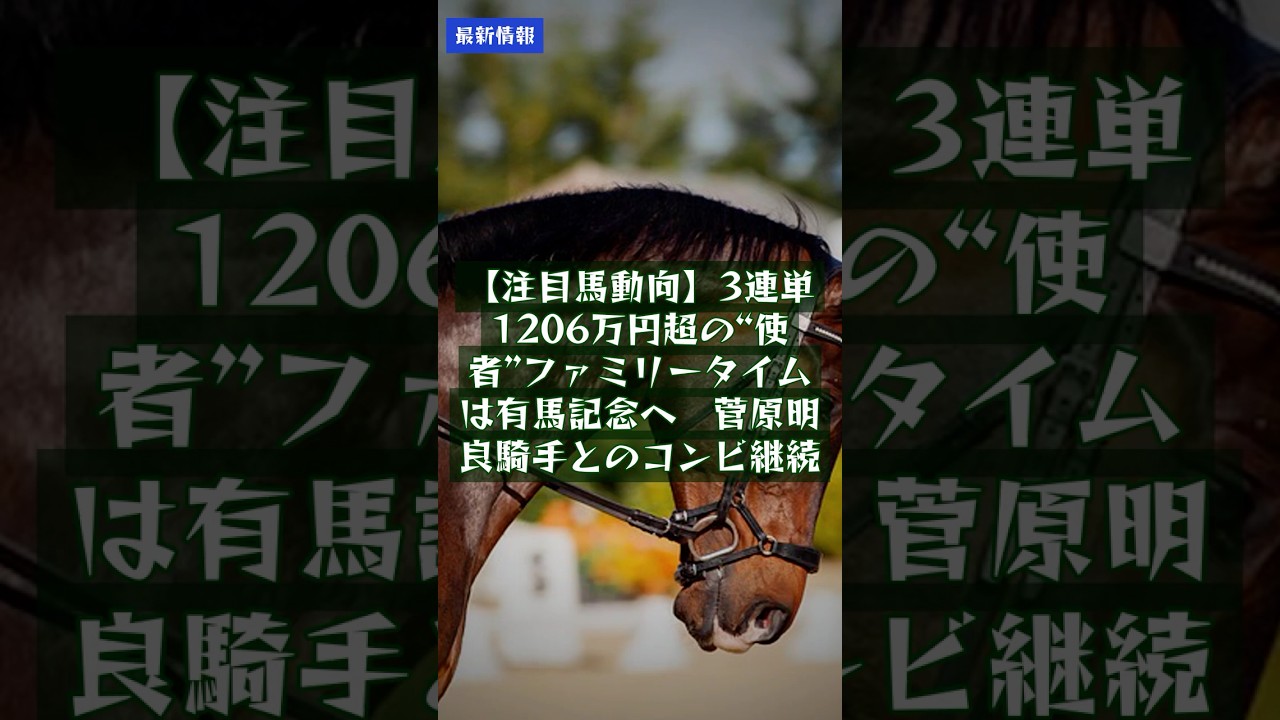 最新情報
【注目馬動向】3連単
1206万円超の“使
者”ファミリータイム
は有馬記念へ　菅原明
良騎手とのコンビ継続